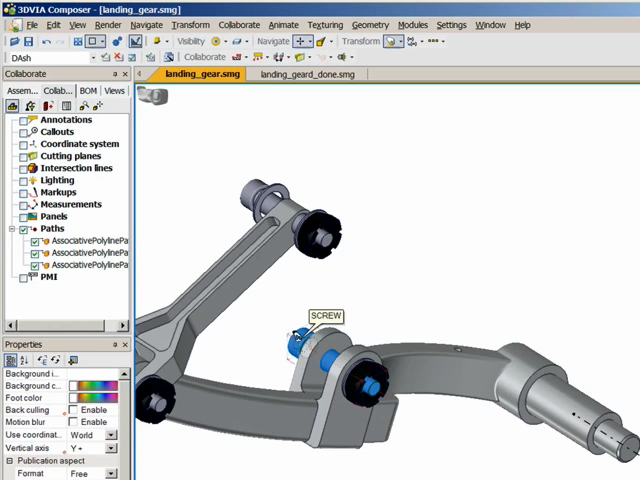 3DVIA Composer - [landing_gear.smg]
File Edit View Render Navigate Transform Collaborate Animate Texturing Geometry Modules Settings Window Help
Visibility Navigate Transform
DAsh Collaborate
Collaborate
landing_gear.smg landing_geard_done.smg
Assem... Collab... BOM Views
Annotations
Callouts
Coordinate system
Cutting planes
Intersection lines
Lighting
Markups
Measurements
Panels
Paths
AssociativePolylinePa
AssociativePolylinePa
AssociativePolylinePa
PMI
SCREW
Properties
Background i...
Background c...
Foot color
Back culling Enable
Motion blur Enable
Use coordinat... World
Vertical axis Y+
Publication aspect
Format Free